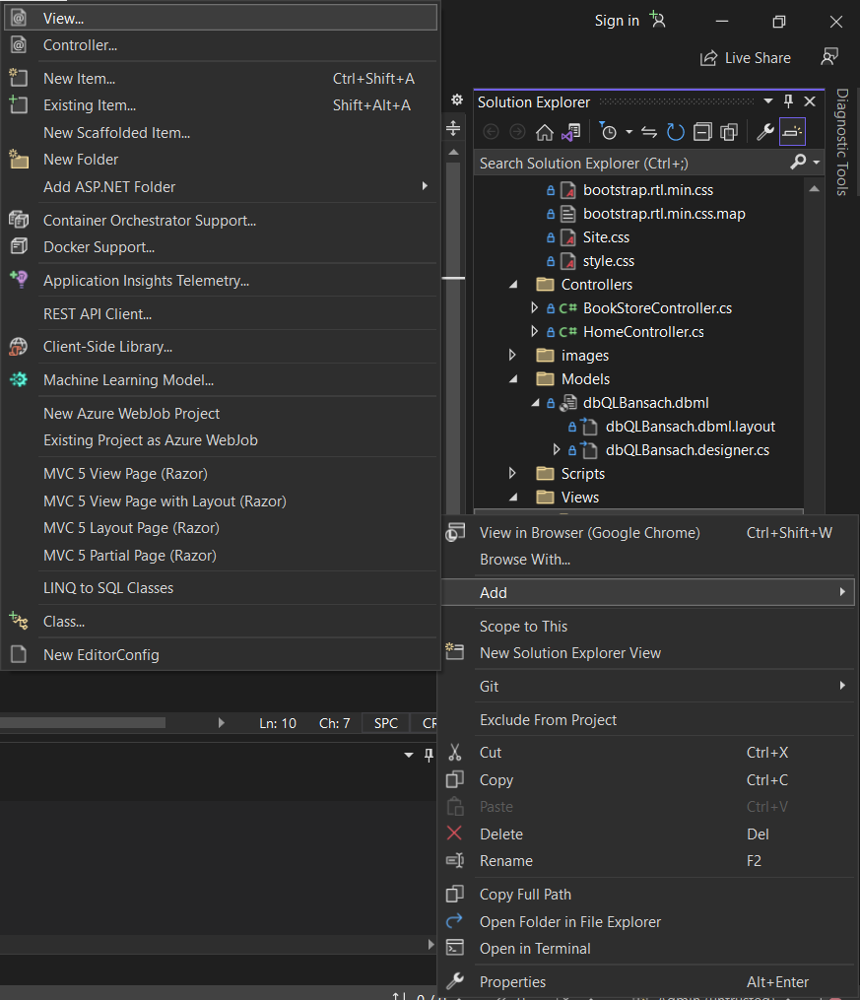 View...
Controller...
New Item... Ctrl+Shift+A
Existing Item... Shift+Alt+A
New Scaffolded Item...
New Folder
Add ASP.NET Folder
Container Orchestrator Support...
Docker Support...
Application Insights Telemetry...
REST API Client...
Client-Side Library...
Machine Learning Model...
New Azure WebJob Project
Existing Project as Azure WebJob
MVC 5 View Page (Razor)
MVC 5 View Page with Layout (Razor)
MVC 5 Layout Page (Razor)
MVC 5 Partial Page (Razor)
LINQ to SQL Classes
Class...
New EditorConfig
Ln: 10 Ch: 7 SPC
Sign in
Live Share
Solution Explorer
Search Solution Explorer (Ctrl+;)
bootstrap.rtl.min.css
bootstrap.rtl.min.css.map
Site.css
style.css
Controllers
C# BookStoreController.cs
C# HomeController.cs
images
Models
dbQLBansach.dbml
dbQLBansach.dbml.layout
dbQLBansach.designer.cs
Scripts
Views
Diagnostic Tools
View in Browser (Google Chrome) Ctrl+Shift+W
Browse With...
Add
Scope to This
New Solution Explorer View
Git
Exclude From Project
Cut Ctrl+X
Copy Ctrl+C
Paste Ctrl+V
Delete Del
Rename F2
Copy Full Path
Open Folder in File Explorer
Open in Terminal
Properties Alt+Enter